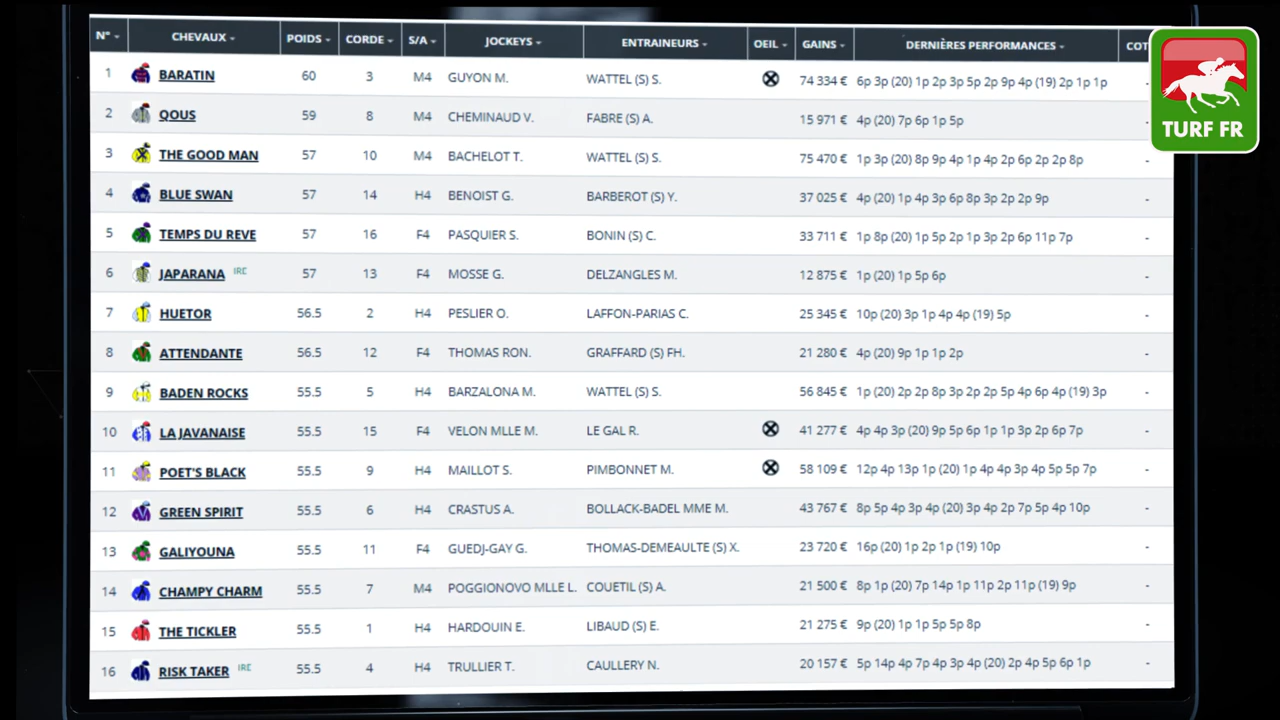 N° CHEVAUX POIDS CORDE S/A JOCKEYS ENTRAINEURS OEIL GAINS DERNIÈRES PERFORMANCES COT
1 BARATIN 60 3 M4 GUYON M. WATTEL (S) S. 74 334 € 6p 3p (20) 1p 2p 3p 5p 2p 9p 4p (19) 2p 1p 1p -
2 QOUS 59 8 M4 CHEMINAUD V. FABRE (S) A. 15 971 € 4p (20) 7p 6p 1p 5p -
3 THE GOOD MAN 57 10 M4 BACHELOT T. WATTEL (S) S. 75 470 € 1p 3p (20) 8p 9p 4p 1p 4p 2p 6p 2p 2p 8p -
4 BLUE SWAN 57 14 H4 BENOIST G. BARBEROT (S) Y. 37 025 € 4p (20) 1p 4p 3p 6p 8p 3p 2p 2p 9p -
5 TEMPS DU REVE 57 16 F4 PASQUIER S. BONIN (S) C. 33 711 € 1p 8p (20) 1p 5p 2p 1p 3p 2p 6p 11p 7p -
6 JAPARANA IRE 57 13 F4 MOSSE G. DELZANGLES M. 12 875 € 1p (20) 1p 5p 6p -
7 HUETOR 56.5 2 H4 PESLIER O. LAFFON-PARIAS C. 25 345 € 10p (20) 3p 1p 4p 4p (19) 5p -
8 ATTENDANTE 56.5 12 F4 THOMAS RON. GRAFFARD (S) FH. 21 280 € 4p (20) 9p 1p 1p 2p -
9 BADEN ROCKS 55.5 5 H4 BARZALONA M. WATTEL (S) S. 56 845 € 1p (20) 2p 2p 8p 3p 2p 2p 5p 4p 6p 4p (19) 3p -
10 LA JAVANAISE 55.5 15 F4 VELON MLLE M. LE GAL R. 41 277 € 4p 4p 3p (20) 9p 5p 6p 1p 1p 3p 2p 6p 7p -
11 POET'S BLACK 55.5 9 H4 MAILLOT S. PIMBONNET M. 58 109 € 12p 4p 13p 1p (20) 1p 4p 4p 3p 4p 5p 5p 7p -
12 GREEN SPIRIT 55.5 6 H4 CRASTUS A. BOLLACK-BADEL MME M. 43 767 € 8p 5p 4p 3p 4p (20) 3p 4p 2p 7p 5p 4p 10p -
13 GALIYOUNA 55.5 11 F4 GUEDJ-GAY G. THOMAS-DEMEAULTE (S) X. 23 720 € 16p (20) 1p 2p 1p (19) 10p -
14 CHAMPY CHARM 55.5 7 M4 POGGIONOVO MLLE L. COUETIL (S) A. 21 500 € 8p 1p (20) 7p 14p 1p 11p 2p 11p (19) 9p -
15 THE TICKLER 55.5 1 H4 HARDOUIN E. LIBAUD (S) E. 21 275 € 9p (20) 1p 1p 5p 5p 8p -
16 RISK TAKER IRE 55.5 4 H4 TRULLIER T. CAULLERY N. 20 157 € 5p 14p 4p 7p 4p 3p 4p (20) 2p 4p 5p 6p 1p -
TURF FR